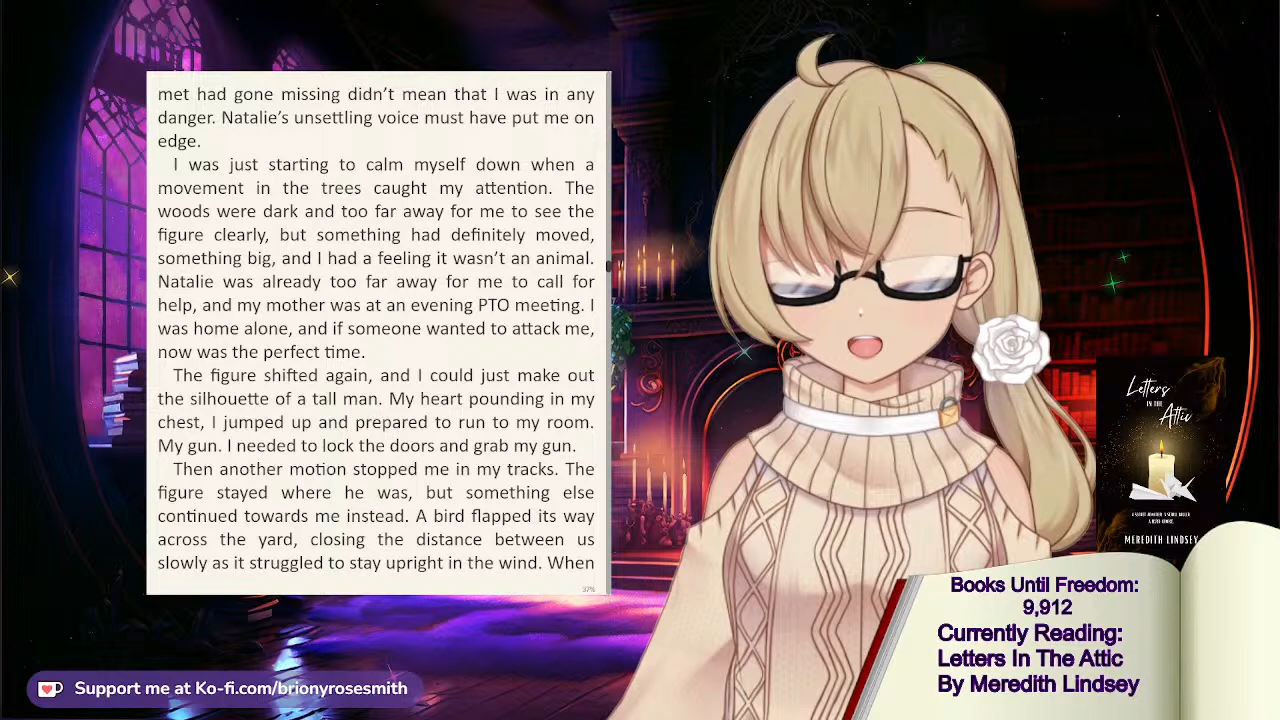 met had gone missing didn't mean that I was in any
danger. Natalie's unsettling voice must have put me on
edge.
I was just starting to calm myself down when a
movement in the trees caught my attention. The
woods were dark and too far away for me to see the
figure clearly, but something had definitely moved,
something big, and I had a feeling it wasn't an animal.
Natalie was already too far away for me to call for
help, and my mother was at an evening PTO meeting. I
was home alone, and if someone wanted to attack me,
now was the perfect time.
The figure shifted again, and I could just make out
the silhouette of a tall man. My heart pounding in my
chest, I jumped up and prepared to run to my room.
My gun. I needed to lock the doors and grab my gun.
Then another motion stopped me in my tracks. The
figure stayed where he was, but something else
continued towards me instead. A bird flapped its way
across the yard, closing the distance between us
slowly as it struggled to stay upright in the wind. When
37%
Letters
IN THE
Attic
A SECRET ADMIRER. A SERIAL KILLER.
MEREDITH LINDSEY
Books Until Freedom:
9,912
Currently Reading:
Letters In The Attic
By Meredith Lindsey
Support me at Ko-fi.com/brionyrosesmith